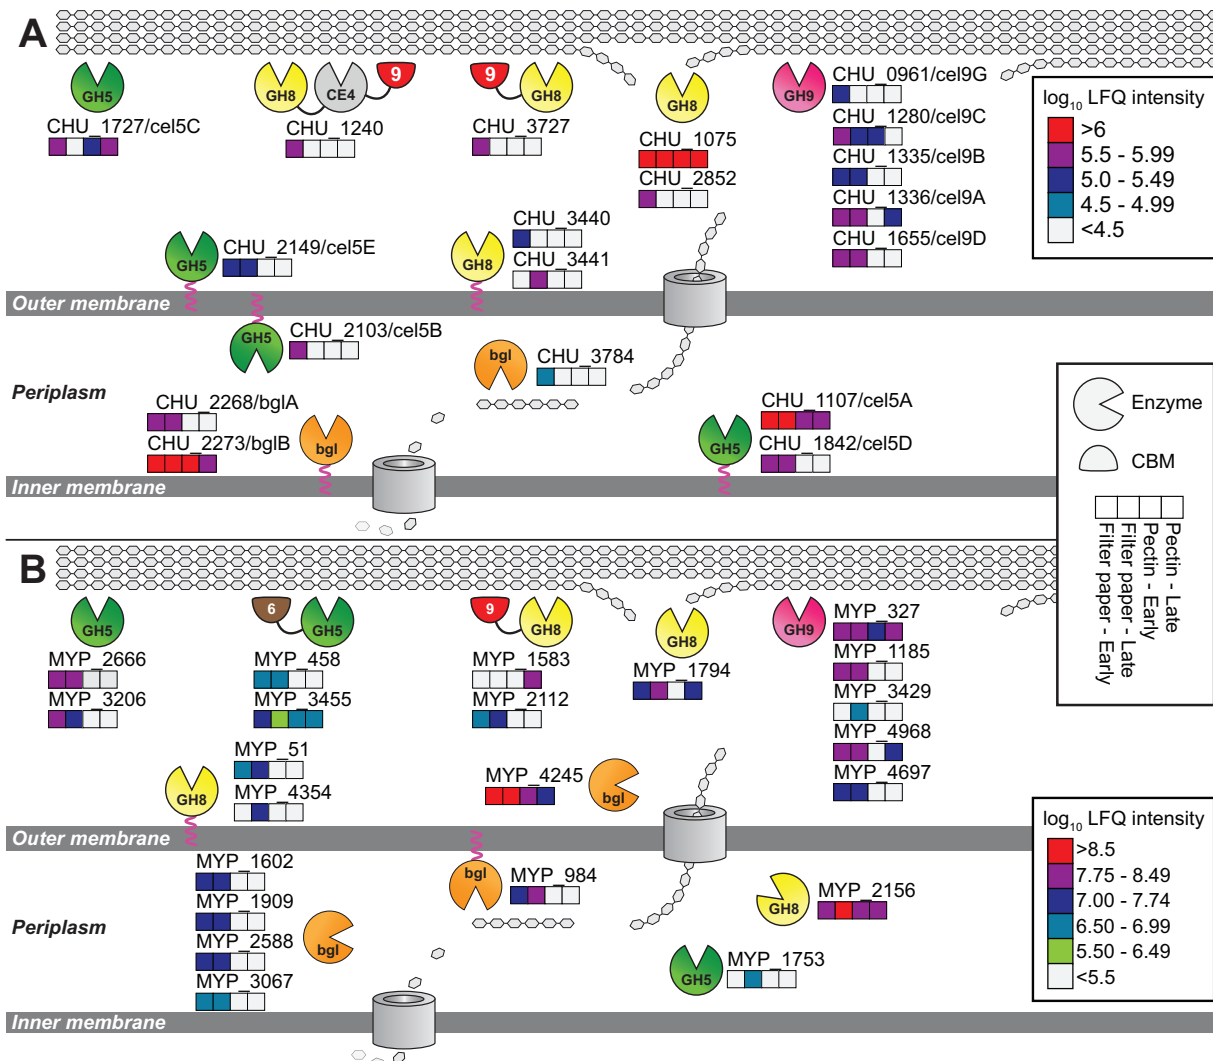 A
GH5
CHU_1727/cel5C
GH8
CE4
9
CHU_1240
9
GH8
CHU_3727
GH8
CHU_1075
CHU_2852
GH9
CHU_0961/cel9G
CHU_1280/cel9C
CHU_1335/cel9B
CHU_1336/cel9A
CHU_1655/cel9D
log10 LFQ intensity
>6
5.5 - 5.99
5.0 - 5.49
4.5 - 4.99
<4.5
GH5
CHU_2149/cel5E
GH8
CHU_3440
CHU_3441
Outer membrane
GH5
CHU_2103/cel5B
bgl
CHU_3784
Periplasm
CHU_2268/bglA
CHU_2273/bglB
bgl
GH5
CHU_1107/cel5A
CHU_1842/cel5D
Inner membrane
Enzyme
CBM
Filter paper - Early
Filter paper - Late
Pectin - Early
Pectin - Late
B
GH5
MYP_2666
MYP_3206
6
GH5
MYP_458
MYP_3455
9
GH8
MYP_1583
MYP_2112
GH8
MYP_1794
GH9
MYP_327
MYP_1185
MYP_3429
MYP_4968
MYP_4697
GH8
MYP_51
MYP_4354
MYP_4245
bgl
Outer membrane
log10 LFQ intensity
>8.5
7.75 - 8.49
7.00 - 7.74
6.50 - 6.99
5.50 - 6.49
<5.5
MYP_1602
MYP_1909
MYP_2588
MYP_3067
bgl
bgl
MYP_984
GH8
MYP_2156
GH5
MYP_1753
Periplasm
Inner membrane